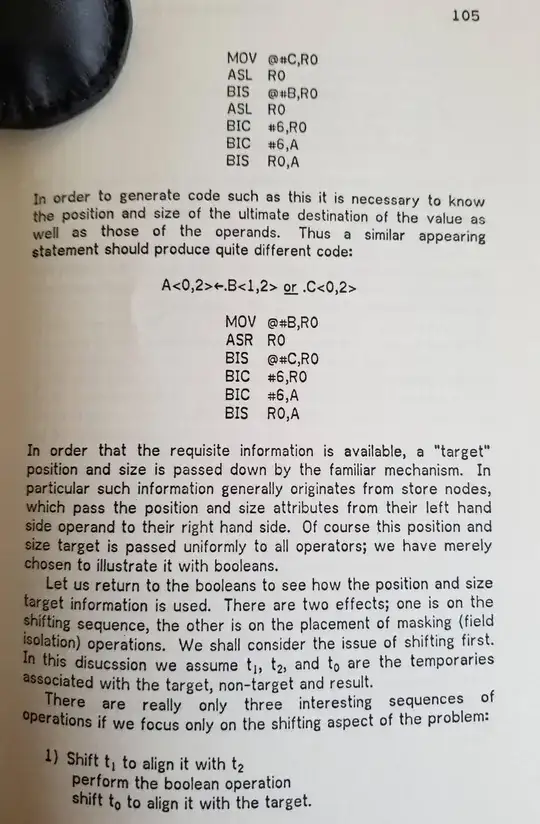 105
MOV @#C,R0
ASL R0
BIS @#B,R0
ASL R0
BIC #6,R0
BIC #6,A
BIS R0,A
In order to generate code such as this it is necessary to know
the position and size of the ultimate destination of the value as
well as those of the operands. Thus a similar appearing
statement should produce quite different code:
A<0,2>←.B<1,2> or .C<0,2>
MOV @#B,R0
ASR R0
BIS @#C,R0
BIC #6,R0
BIC #6,A
BIS R0,A
In order that the requisite information is available, a "target"
position and size is passed down by the familiar mechanism. In
particular such information generally originates from store nodes,
which pass the position and size attributes from their left hand
side operand to their right hand side. Of course this position and
size target is passed uniformly to all operators; we have merely
chosen to illustrate it with booleans.
Let us return to the booleans to see how the position and size
target information is used. There are two effects; one is on the
shifting sequence, the other is on the placement of masking (field
isolation) operations. We shall consider the issue of shifting first.
In this disucssion we assume t₁, t₂, and t₀ are the temporaries
associated with the target, non-target and result.
There are really only three interesting sequences of
operations if we focus only on the shifting aspect of the problem:
1) Shift t₁ to align it with t₂
perform the boolean operation
shift t₀ to align it with the target.